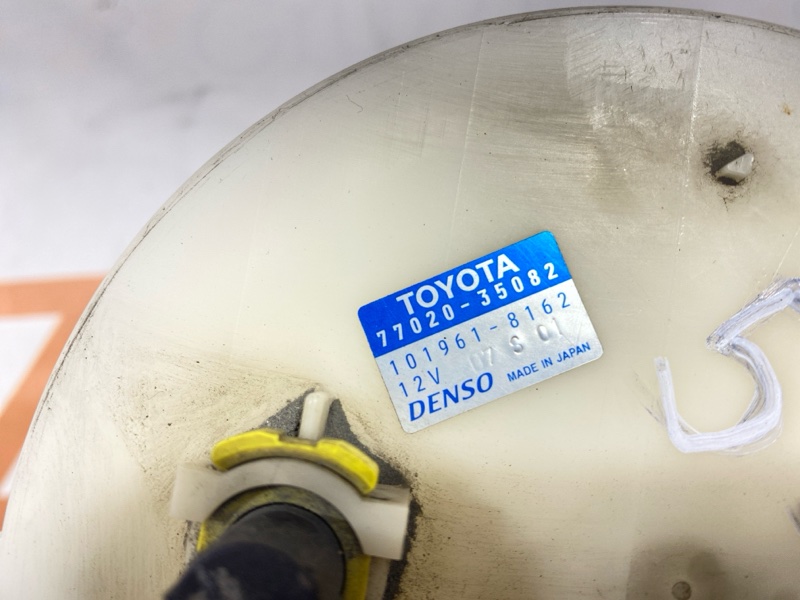 TOYOTA
77020-35082
101961-8162
12V 07 S 01
DENSO MADE IN JAPAN